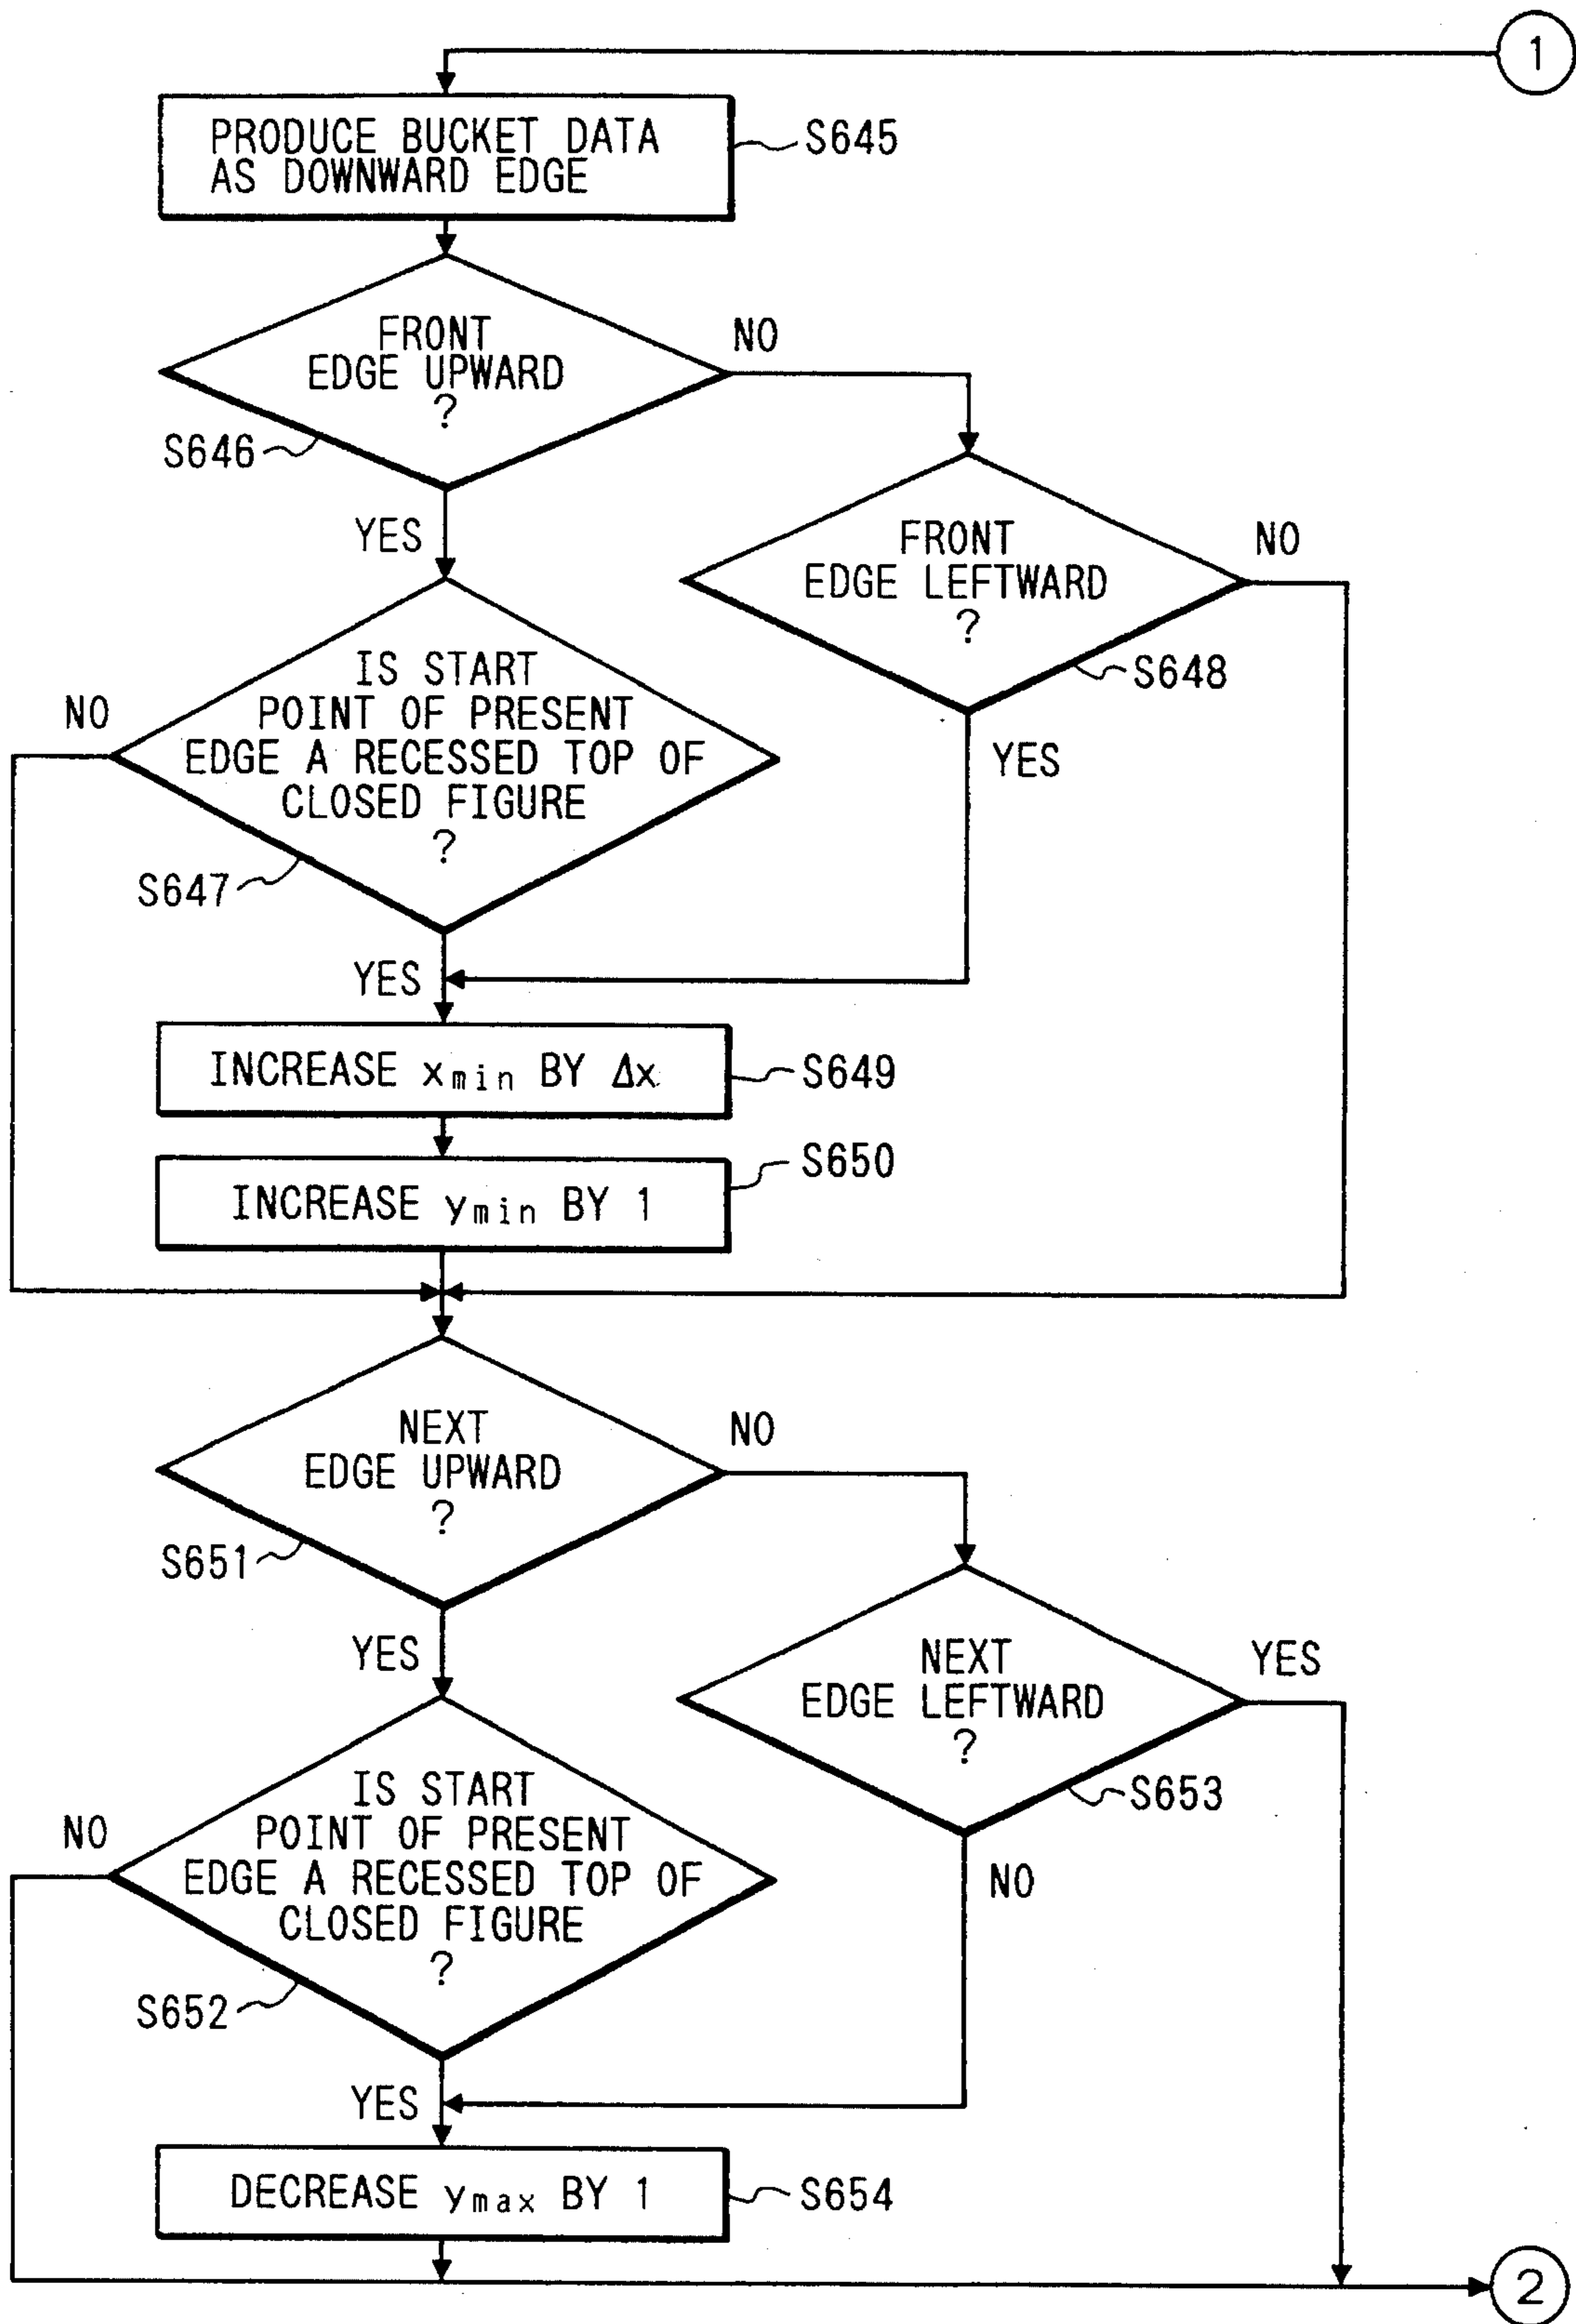 1
PRODUCE BUCKET DATA
AS DOWNWARD EDGE
S645
FRONT
EDGE UPWARD
?
NO
S646
YES
FRONT
EDGE LEFTWARD
?
NO
S648
YES
IS START
POINT OF PRESENT
EDGE A RECESSED TOP OF
CLOSED FIGURE
?
NO
S647
YES
INCREASE xmin BY Δx
S649
INCREASE ymin BY 1
S650
NEXT
EDGE UPWARD
?
NO
S651
YES
NEXT
EDGE LEFTWARD
?
YES
S653
NO
IS START
POINT OF PRESENT
EDGE A RECESSED TOP OF
CLOSED FIGURE
?
NO
S652
YES
DECREASE ymax BY 1
S654
2